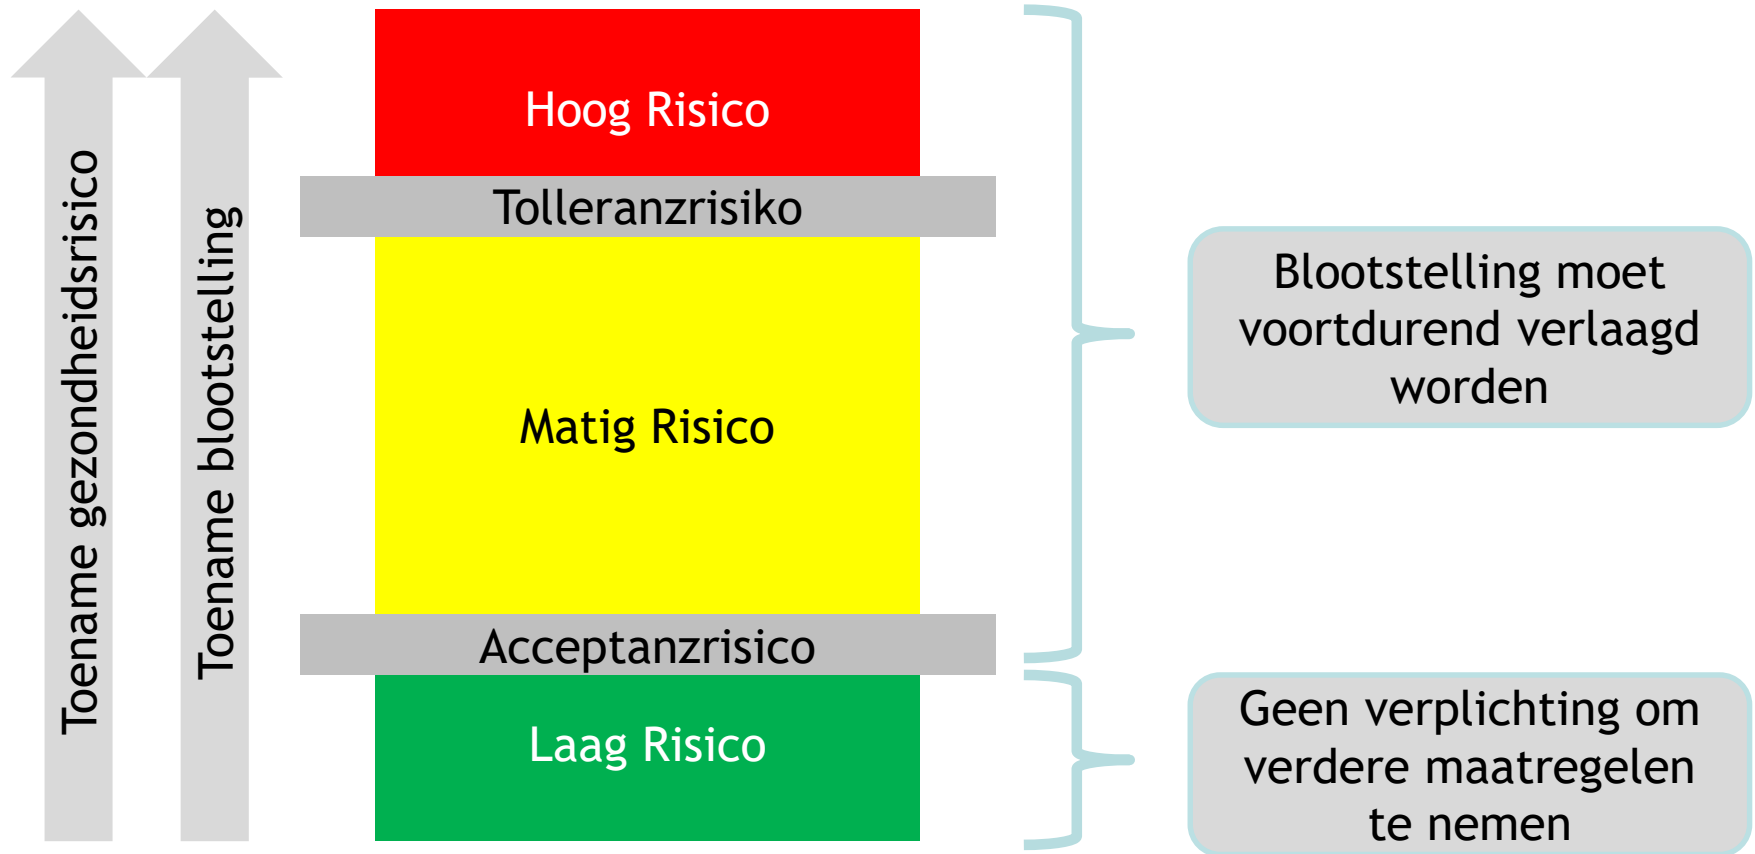 Toename gezondheidsrisico
Toename blootstelling
Hoog Risico
Tolleranzrisiko
Matig Risico
Acceptanzrisico
Laag Risico
Blootstelling moet
voortdurend verlaagd
worden
Geen verplichting om
verdere maatregelen
te nemen